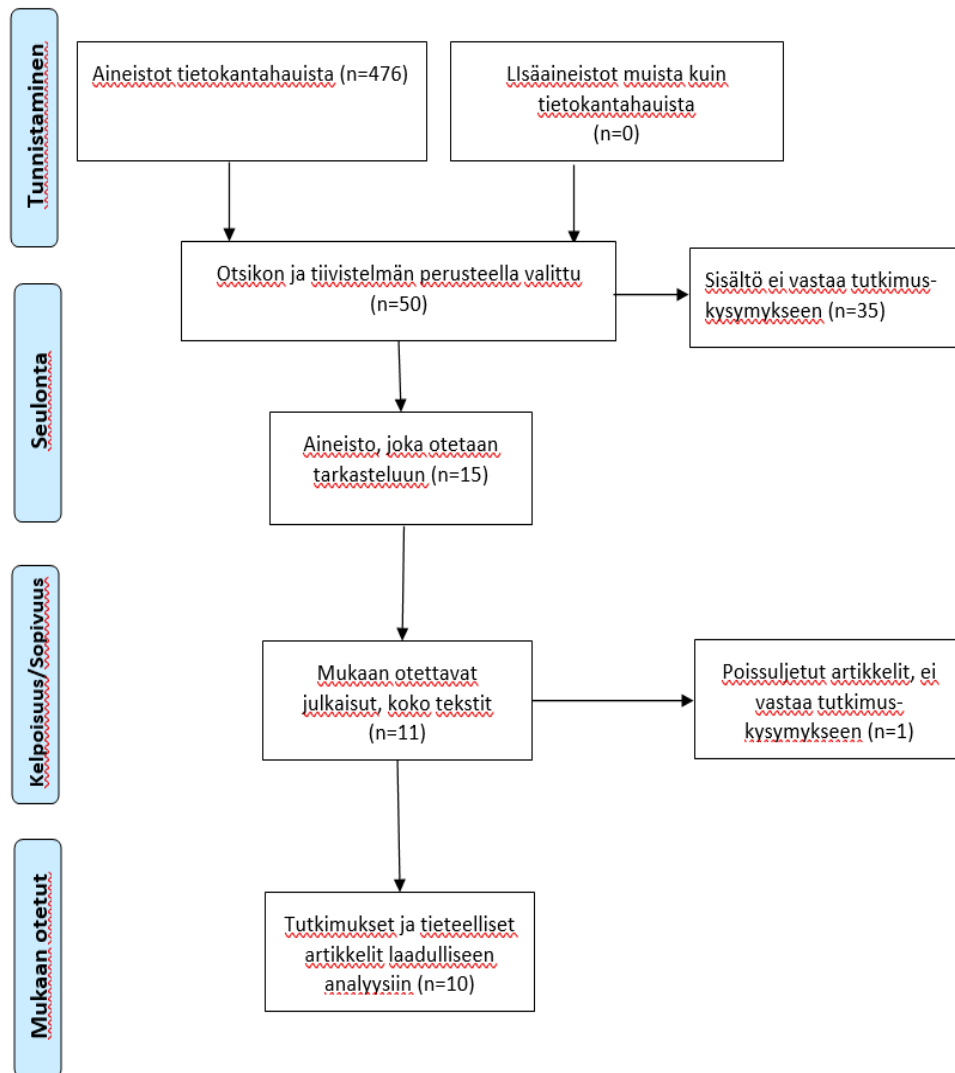 Tunnistaminen
Aineistot tietokantahauista (n=476)
LIsäaineistot muista kuin
tietokantahauista
(n=0)
Otsikon ja tiivistelmän perusteella valittu
(n=50)
Sisältö ei vastaa tutkimus-
kysymykseen (n=35)
Seulonta
Aineisto, joka otetaan
tarkasteluun (n=15)
Kelpoisuus/Sopivuus
Mukaan otettavat
julkaisut, koko tekstit
(n=11)
Poissuljetut artikkelit, ei
vastaa tutkimus-
kysymykseen (n=1)
Mukaan otetut
Tutkimukset ja tieteelliset
artikkelit laadulliseen
analyysiin (n=10)